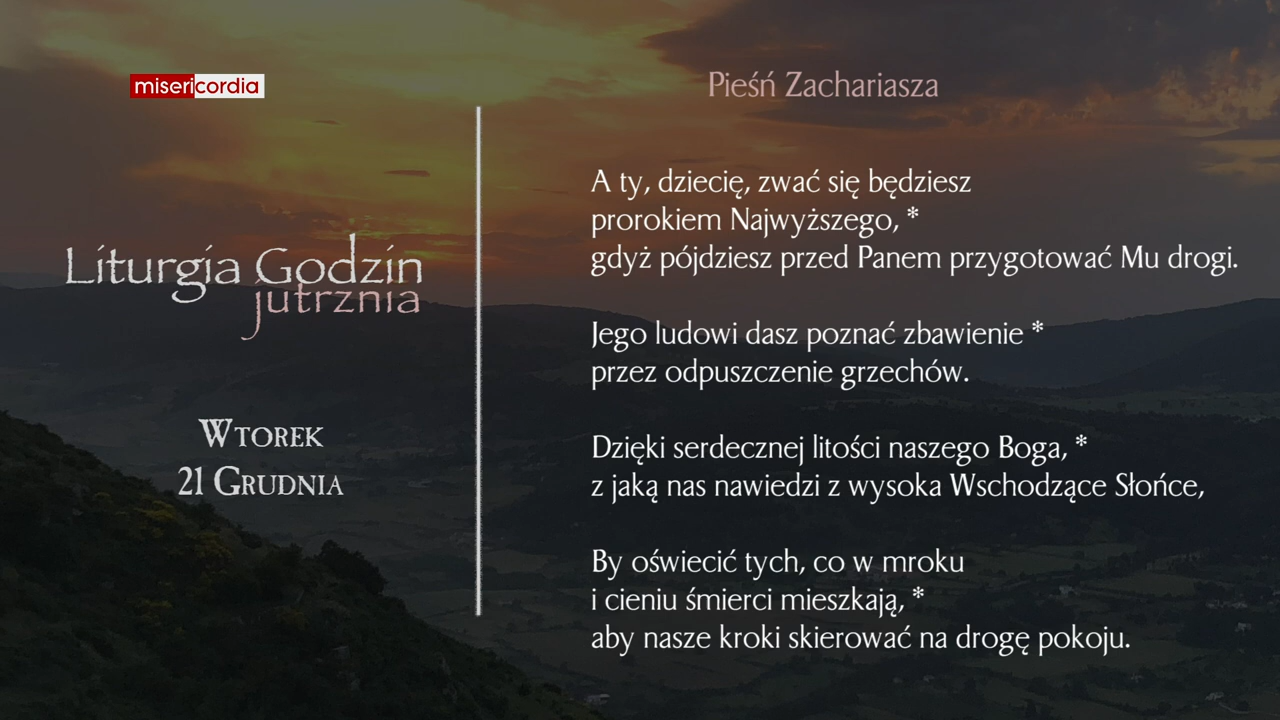 misericordia
Liturgia Godzin
jutrznia
Wtorek
21 Grudnia
Pieśń Zachariasza
A ty, dziecię, zwać się będziesz
prorokiem Najwyższego, *
gdyż pójdziesz przed Panem przygotować Mu drogi.
Jego ludowi dasz poznać zbawienie *
przez odpuszczenie grzechów.
Dzięki serdecznej litości naszego Boga, *
z jaką nas nawiedzi z wysoka Wschodzące Słońce,
By oświecić tych, co w mroku
i cieniu śmierci mieszkają, *
aby nasze kroki skierować na drogę pokoju.